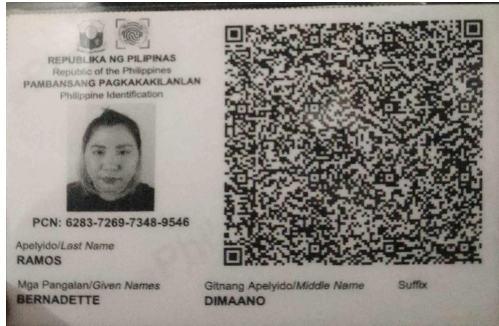 REPUBLIKA NG PILIPINAS
Republic of the Philippines
PAMBANSANG PAGKAKAKILANLAN
Philippine Identification
PCN: 6283-7269-7348-9546
Apelyido/Last Name
RAMOS
Mga Pangalan/Given Names
BERNADETTE
Gitnang Apelyido/Middle Name
DIMAANO
Suffix